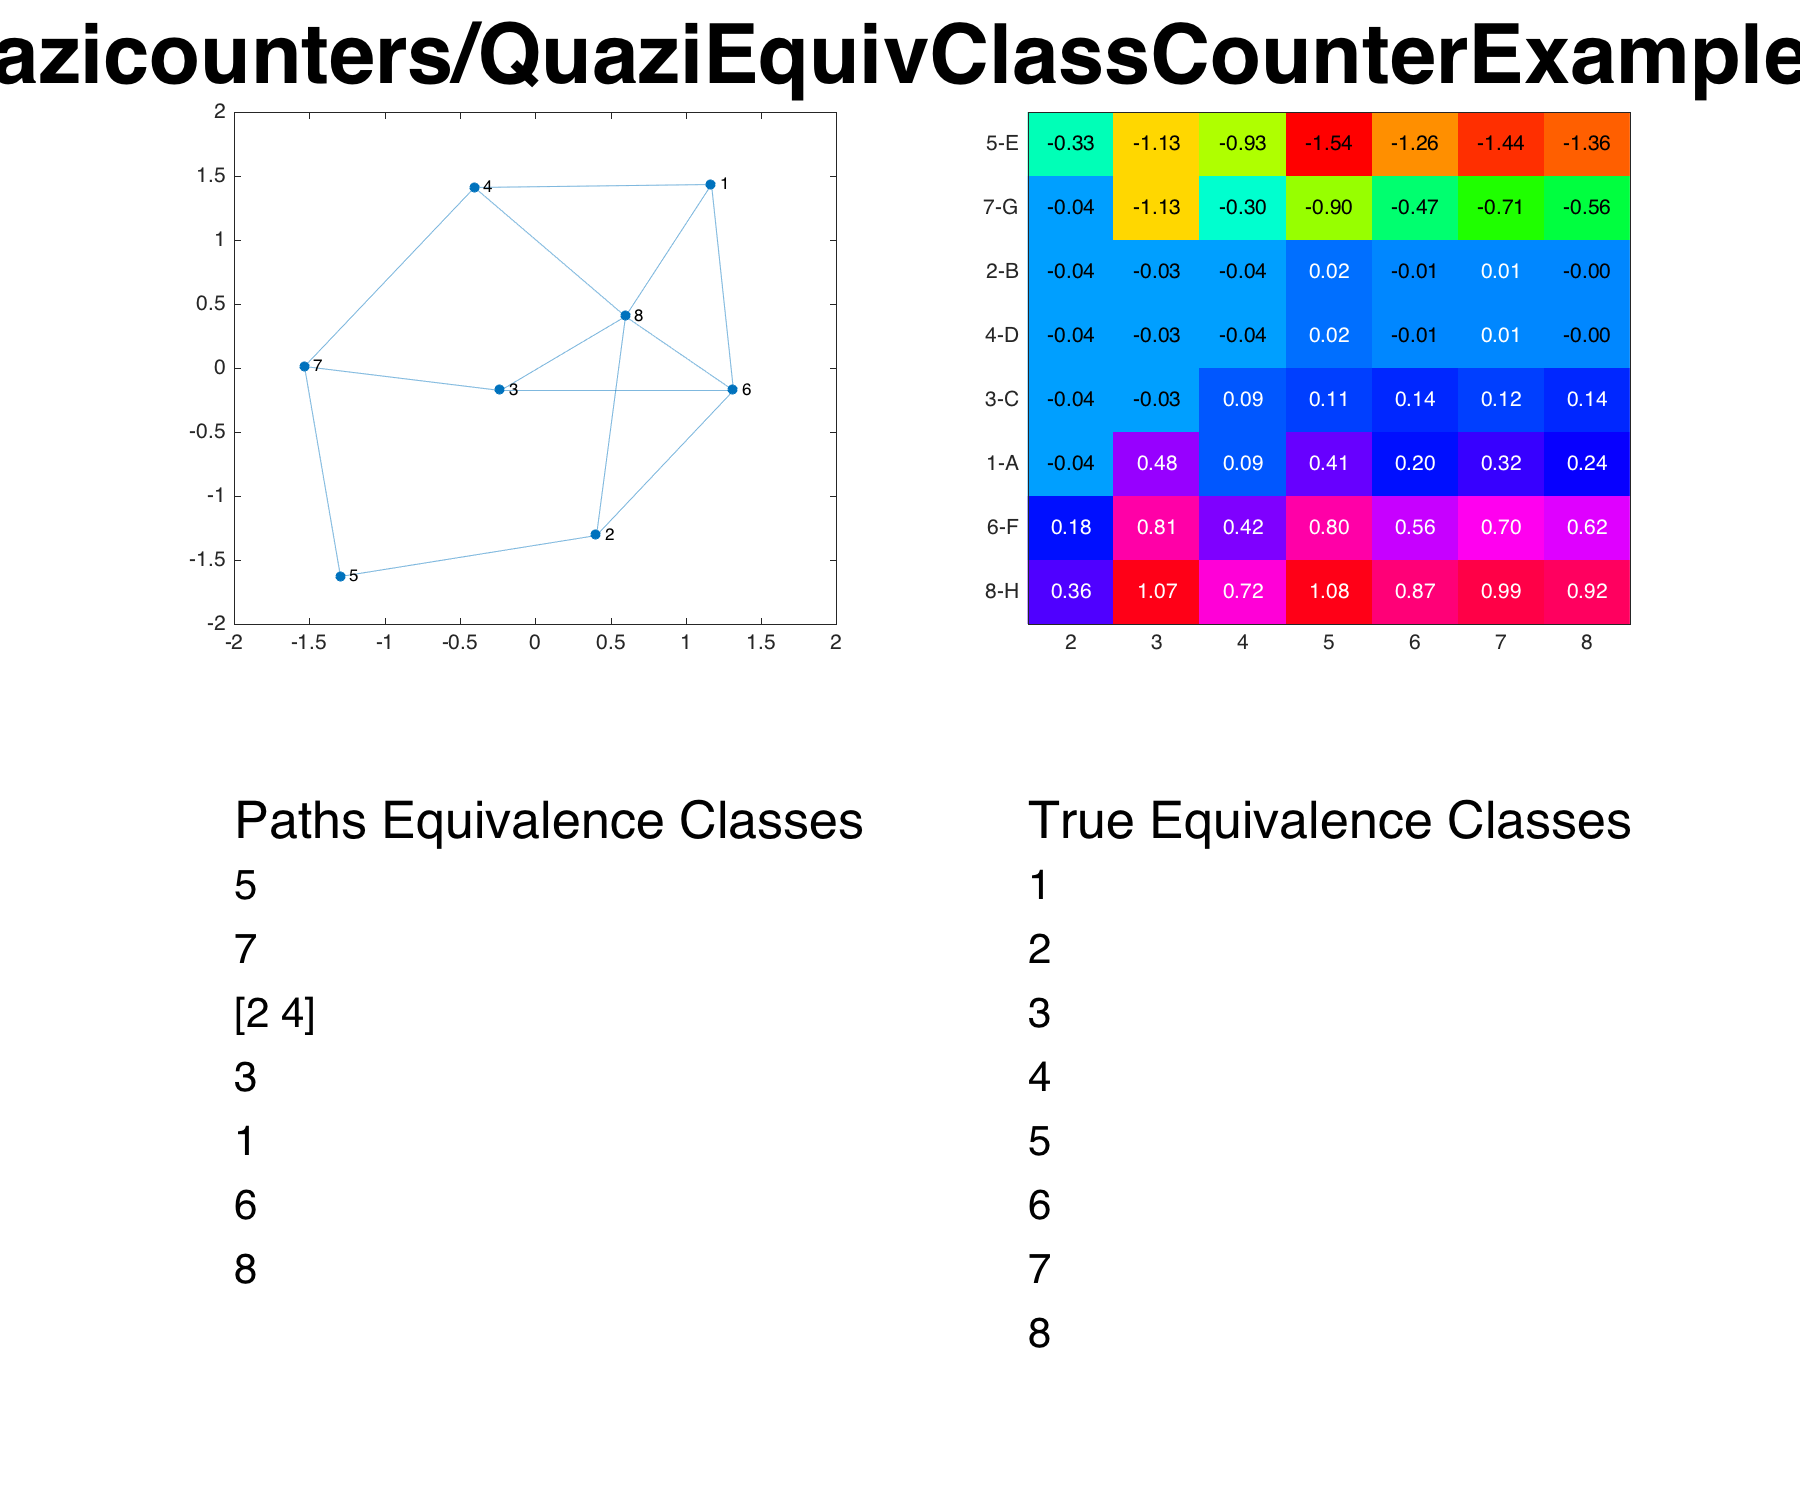 azicounters/QuaziEquivClassCounterExample
2
1.5
1
0.5
0
-0.5
-1
-1.5
-2
-2 -1.5 -1 -0.5 0 0.5 1 1.5 2
4
1
8
7
3
6
2
5
5-E -0.33 -1.13 -0.93 -1.54 -1.26 -1.44 -1.36
7-G -0.04 -1.13 -0.30 -0.90 -0.47 -0.71 -0.56
2-B -0.04 -0.03 -0.04 0.02 -0.01 0.01 -0.00
4-D -0.04 -0.03 -0.04 0.02 -0.01 0.01 -0.00
3-C -0.04 -0.03 0.09 0.11 0.14 0.12 0.14
1-A -0.04 0.48 0.09 0.41 0.20 0.32 0.24
6-F 0.18 0.81 0.42 0.80 0.56 0.70 0.62
8-H 0.36 1.07 0.72 1.08 0.87 0.99 0.92
2 3 4 5 6 7 8
Paths Equivalence Classes
5
7
[2 4]
3
1
6
8
True Equivalence Classes
1
2
3
4
5
6
7
8